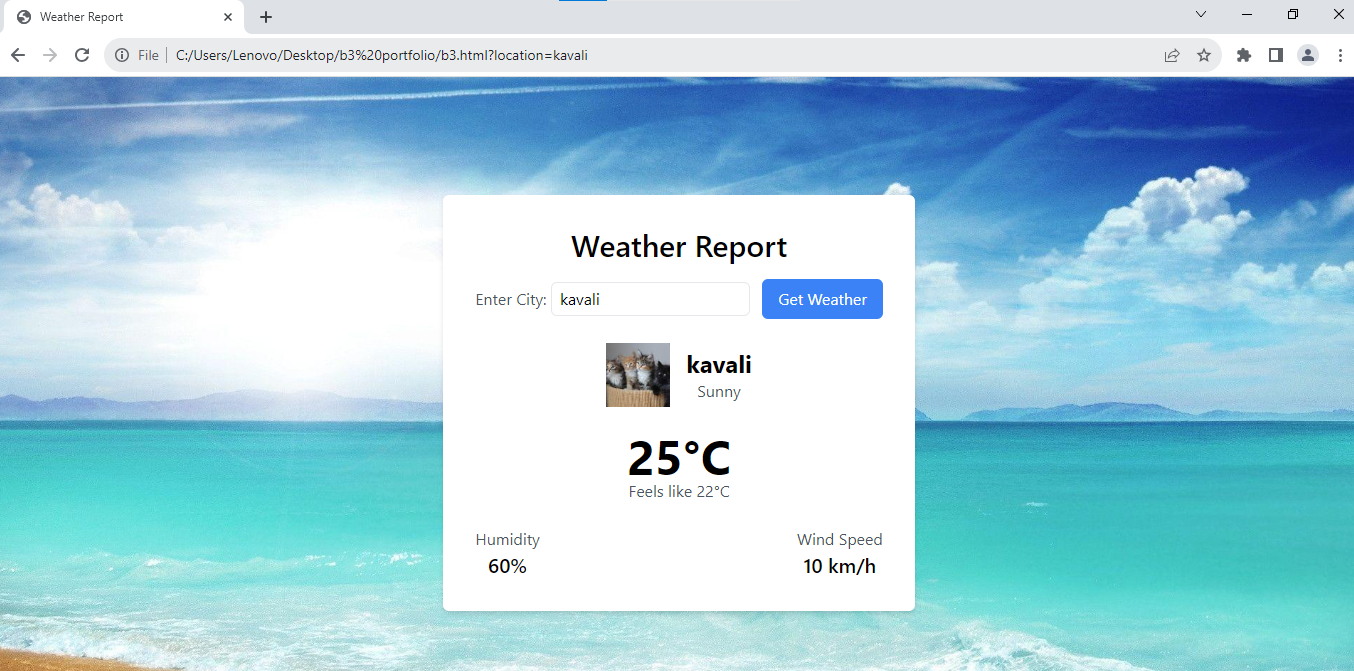 Weather Report
File
C:/Users/Lenovo/Desktop/b3%20portfolio/b3.html?location=kavali
Weather Report
Enter City: kavali Get Weather
kavali
Sunny
25°C
Feels like 22°C
Humidity Wind Speed
60% 10 km/h